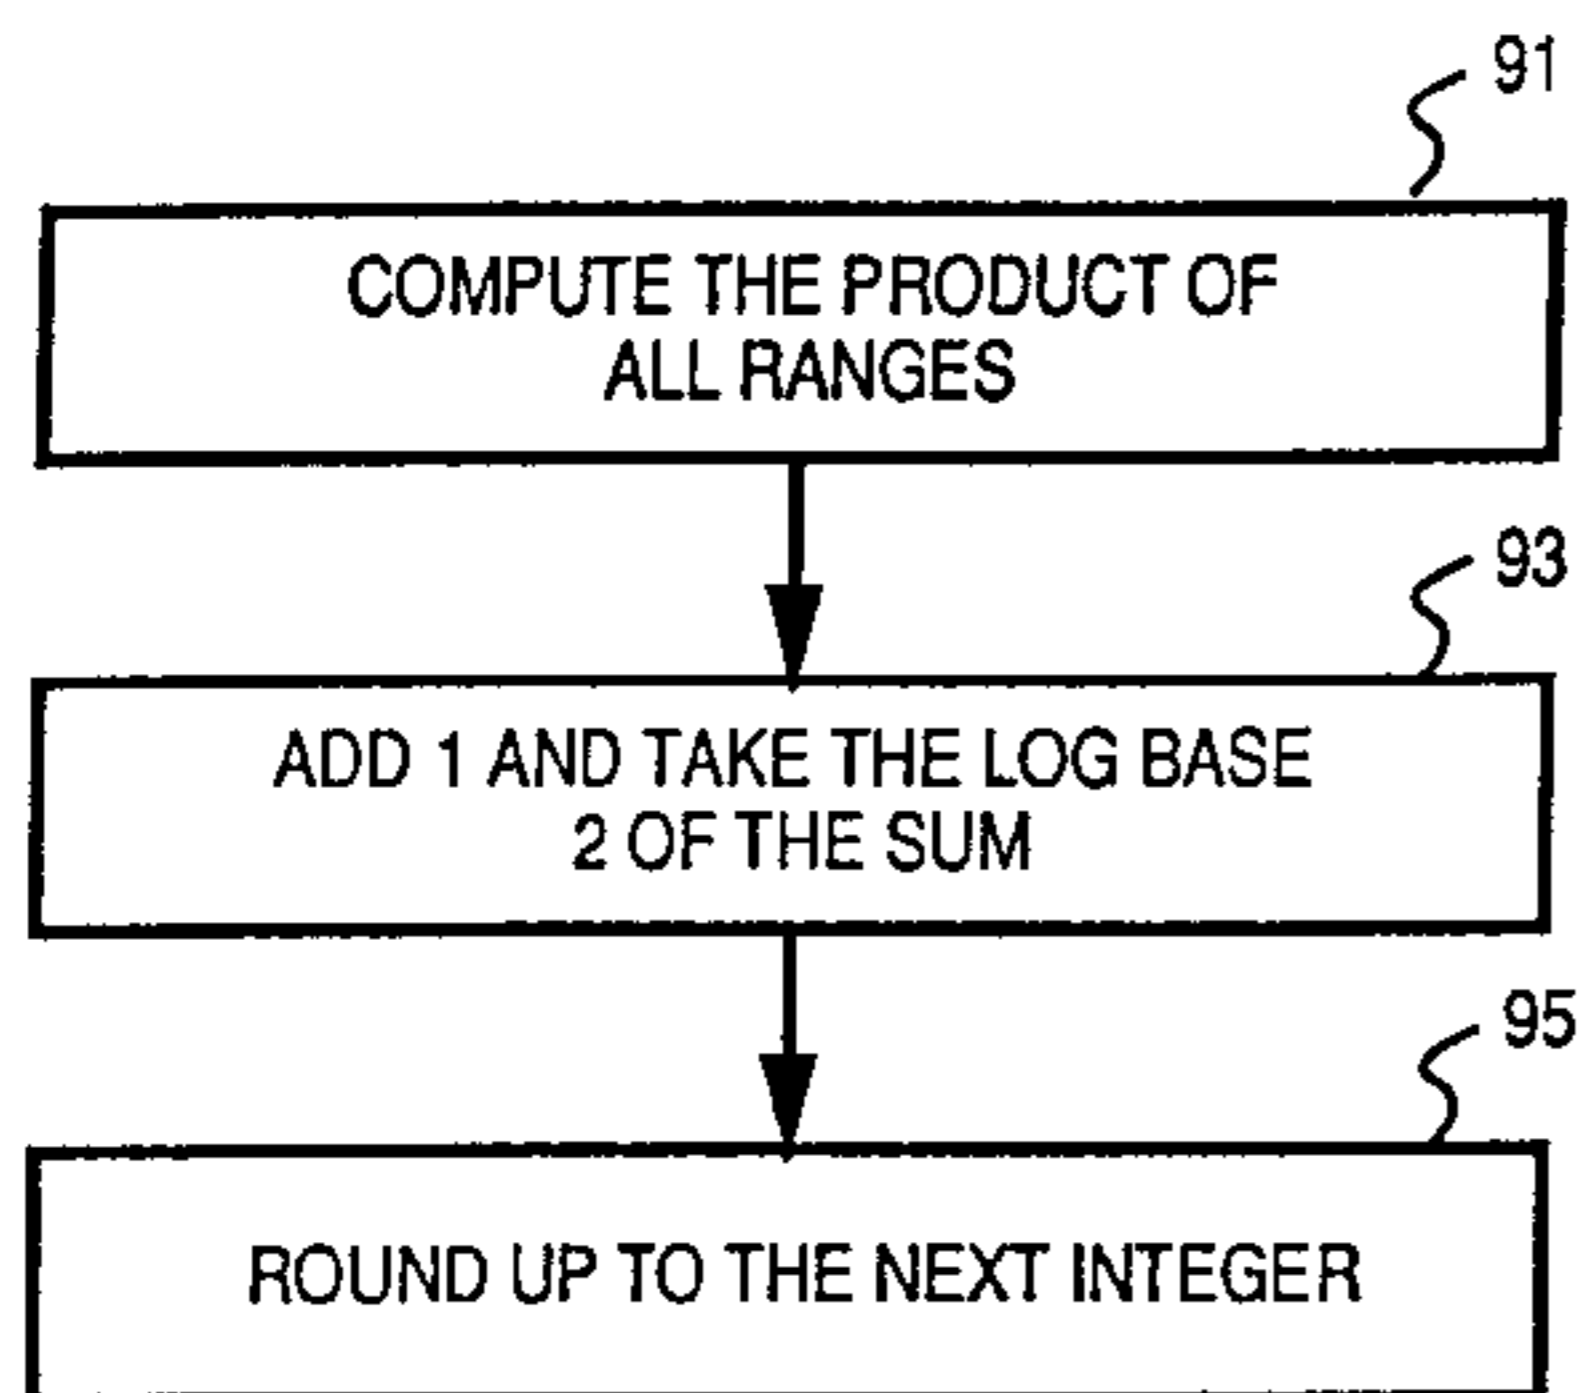 91
COMPUTE THE PRODUCT OF
ALL RANGES
93
ADD 1 AND TAKE THE LOG BASE
2 OF THE SUM
95
ROUND UP TO THE NEXT INTEGER